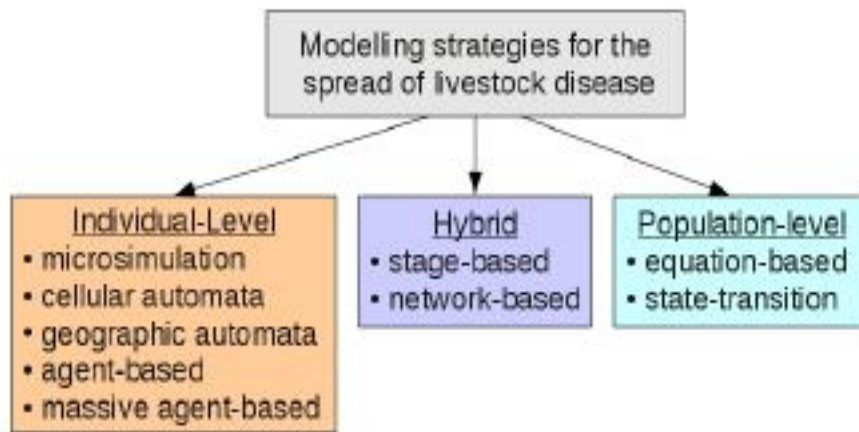 Modelling strategies for the
spread of livestock disease
Individual-Level
• microsimulation
• cellular automata
• geographic automata
• agent-based
• massive agent-based
Hybrid
• stage-based
• network-based
Population-level
• equation-based
• state-transition